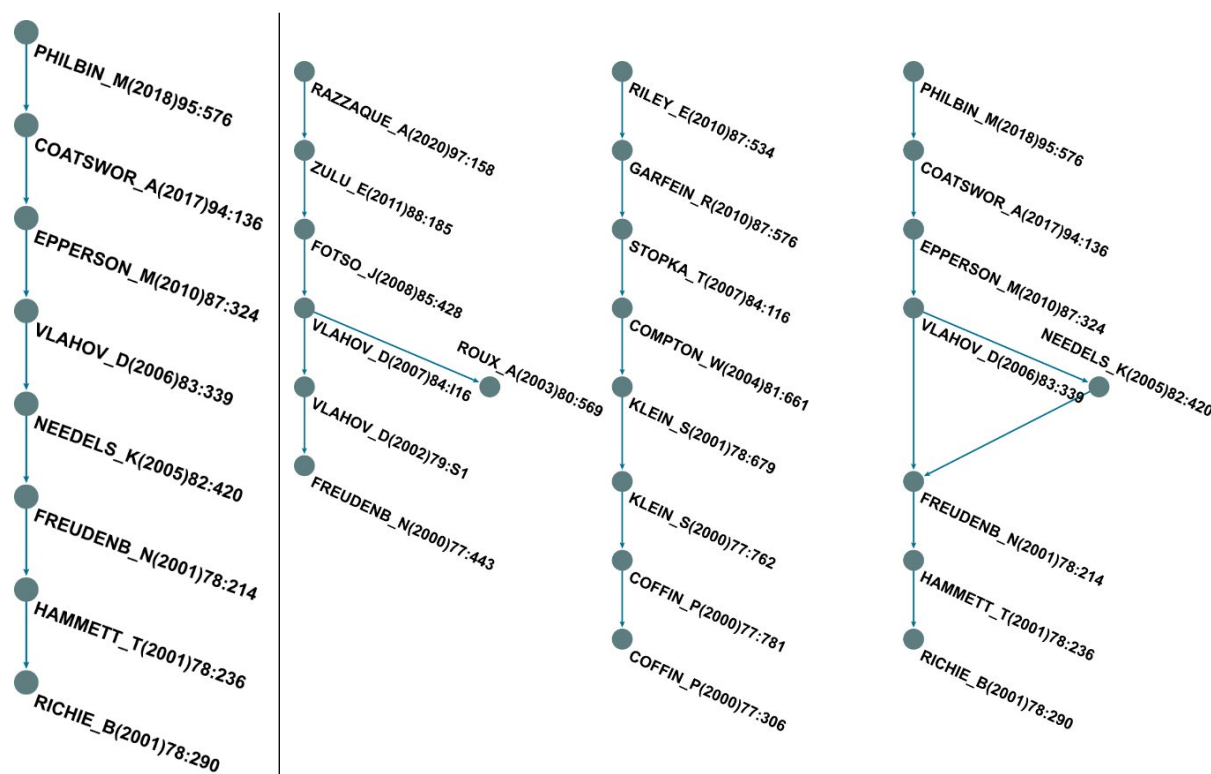 PHILBIN_M(2018)95:576
COATSWOR_A(2017)94:136
EPPERSON_M(2010)87:324
VLAHOV_D(2006)83:339
NEEDELS_K(2005)82:420
FREUDENB_N(2001)78:214
HAMMETT_T(2001)78:236
RICHIE_B(2001)78:290
RAZZAQUE_A(2020)97:158
ZULU_E(2011)88:185
FOTSO_J(2008)85:428
VLAHOV_D(2007)84:I16
ROUX_A(2003)80:569
VLAHOV_D(2002)79:S1
FREUDENB_N(2000)77:443
RILEY_E(2010)87:534
GARFEIN_R(2010)87:576
STOPKA_T(2007)84:116
COMPTON_W(2004)81:661
KLEIN_S(2001)78:679
KLEIN_S(2000)77:762
COFFIN_P(2000)77:781
COFFIN_P(2000)77:306
PHILBIN_M(2018)95:576
COATSWOR_A(2017)94:136
EPPERSON_M(2010)87:324
VLAHOV_D(2006)83:339
NEEDELS_K(2005)82:420
FREUDENB_N(2001)78:214
HAMMETT_T(2001)78:236
RICHIE_B(2001)78:290